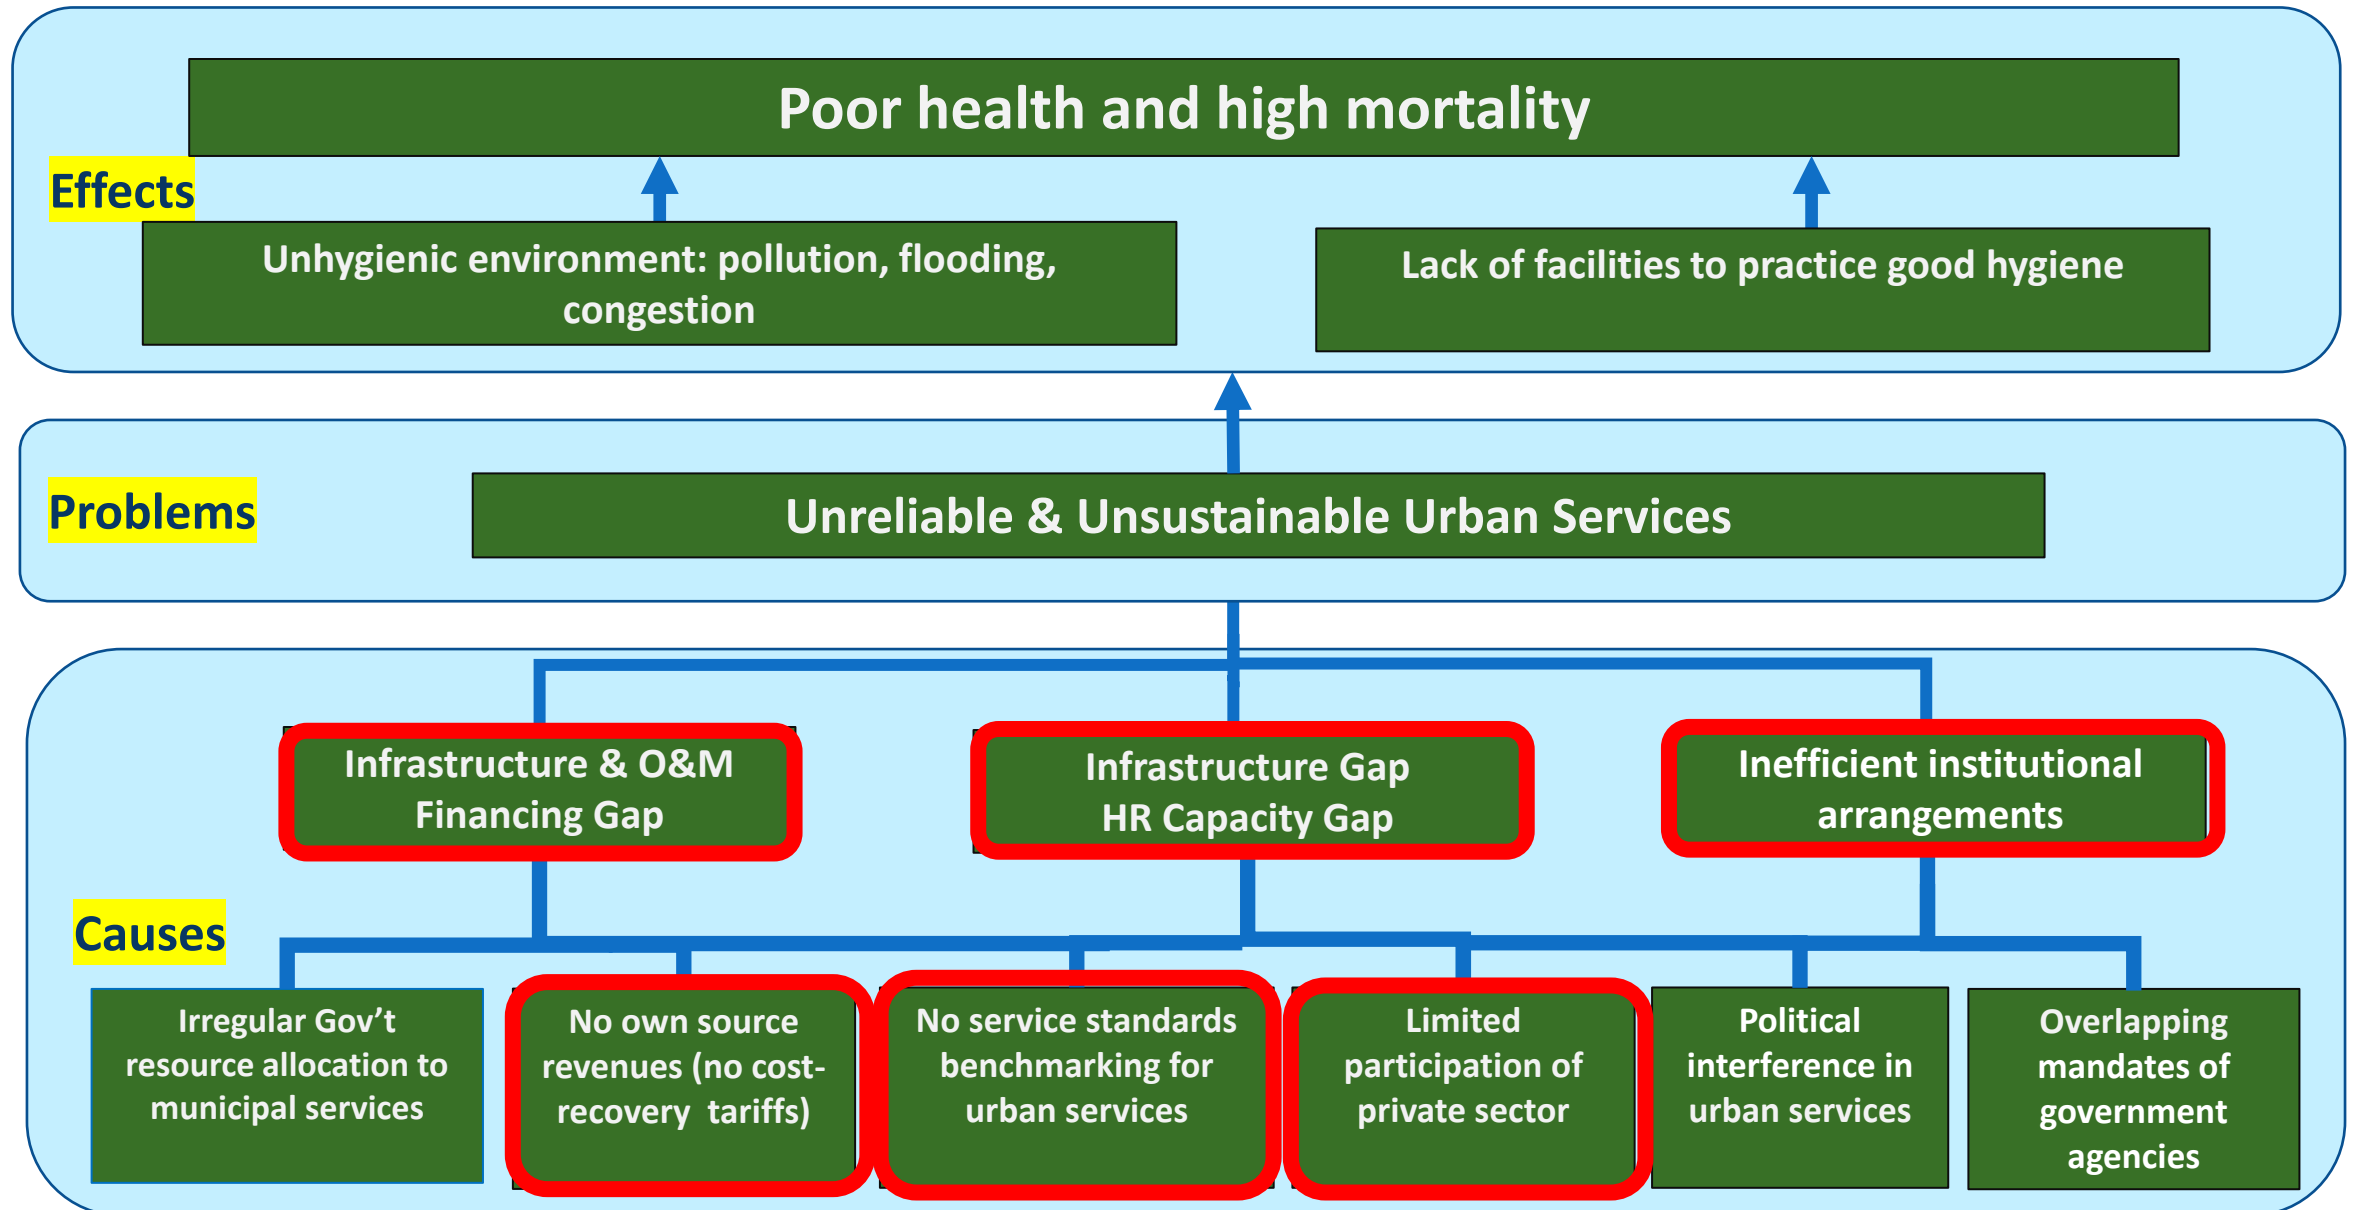 Poor health and high mortality
Effects
Unhygienic environment: pollution, flooding,
congestion
Lack of facilities to practice good hygiene
Problems
Unreliable & Unsustainable Urban Services
Infrastructure & O&M
Financing Gap
Infrastructure Gap
HR Capacity Gap
Inefficient institutional
arrangements
Causes
Irregular Gov’t
resource allocation to
municipal services
No own source
revenues (no cost-
recovery tariffs)
No service standards
benchmarking for
urban services
Limited
participation of
private sector
Political
interference in
urban services
Overlapping
mandates of
government
agencies